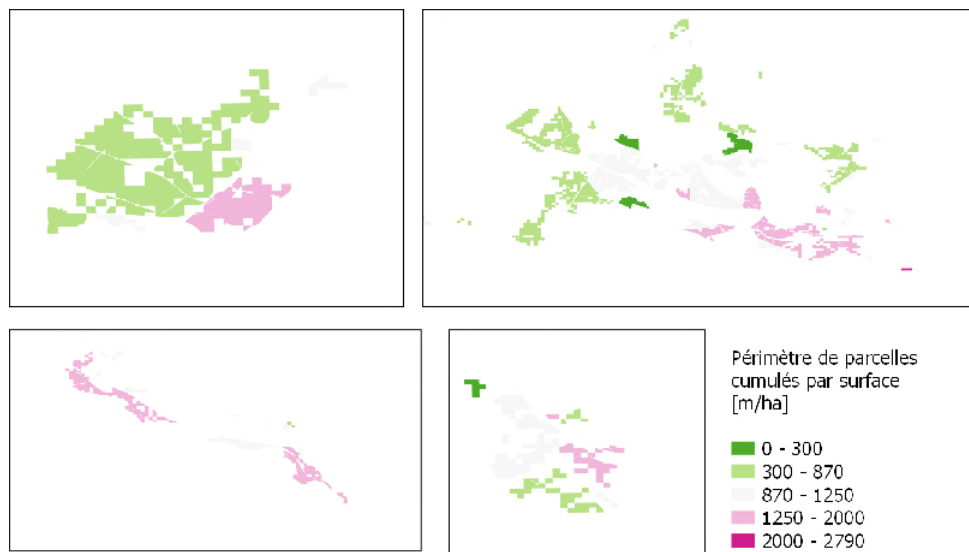 Périmètre de parcelles
cumulés par surface
[m/ha]
0 - 300
300 - 870
870 - 1250
1250 - 2000
2000 - 2790